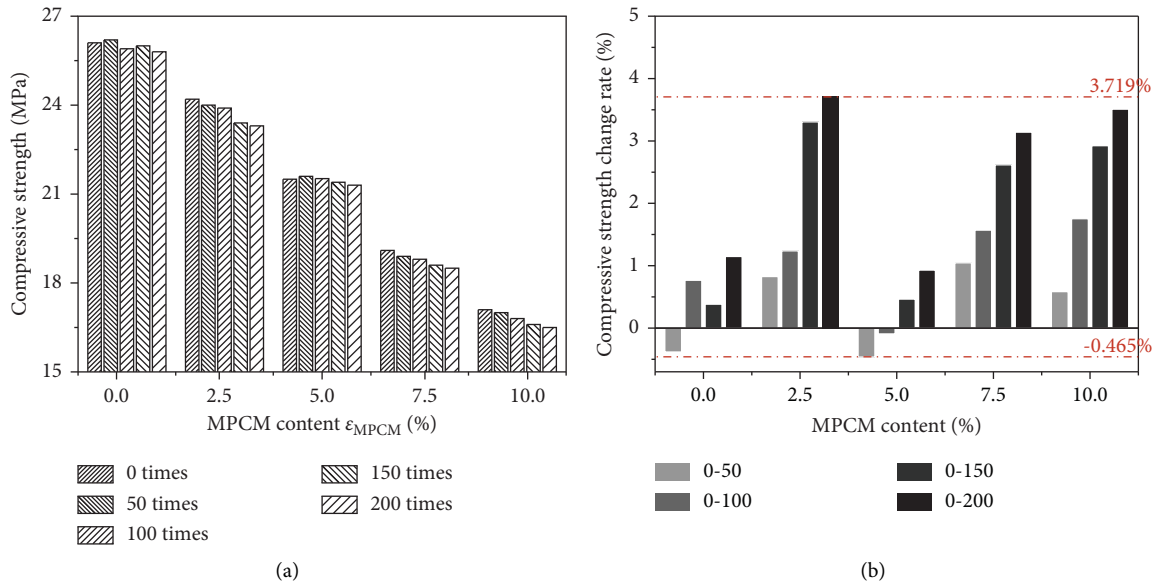 27
24
21
18
15
Compressive strength (MPa)
0.0 2.5 5.0 7.5 10.0
MPCM content εMPCM (%)
0 times
50 times
100 times
150 times
200 times
(a)
5
4
3
2
1
0
Compressive strength change rate (%)
3.719%
-0.465%
0.0 2.5 5.0 7.5 10.0
MPCM content (%)
0-50
0-100
0-150
0-200
(b)